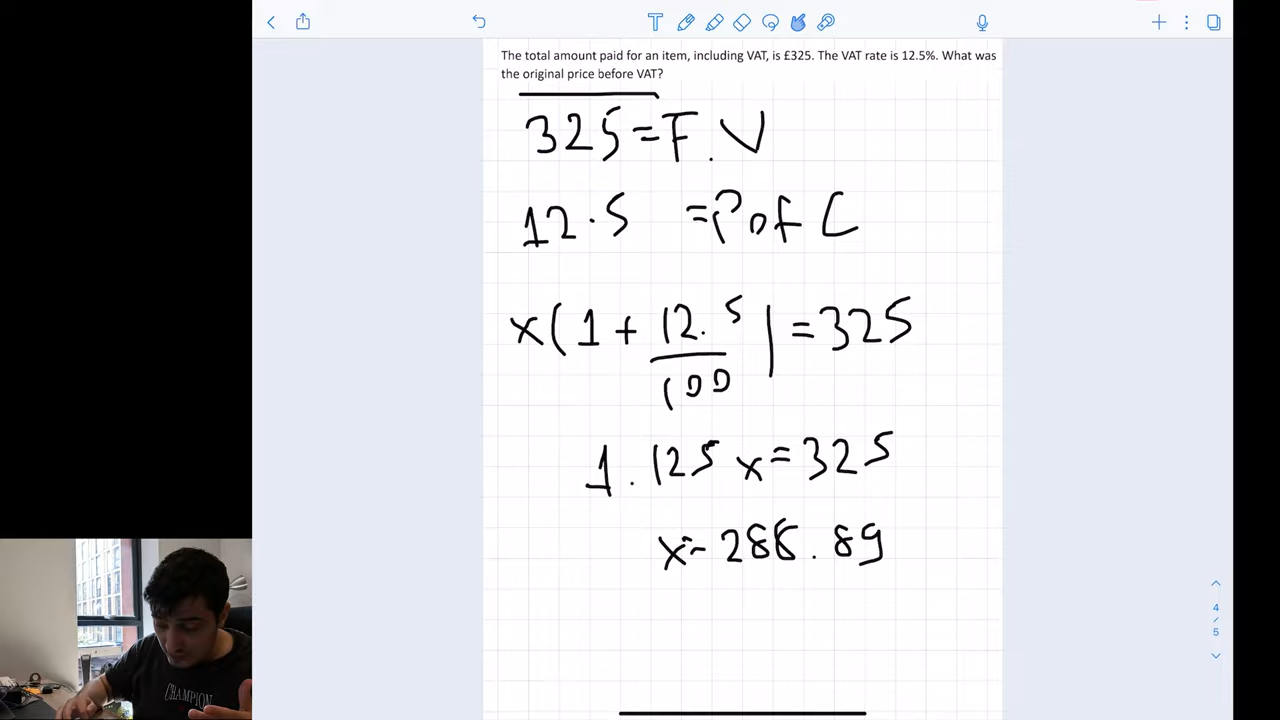 The total amount paid for an item, including VAT, is £325. The VAT rate is 12.5%. What was
the original price before VAT?
325 = F.V
12.5 = P of C
x(1 + 12.5/100) = 325
1.125x = 325
x = 288.89
4
/
5
CHAMPION